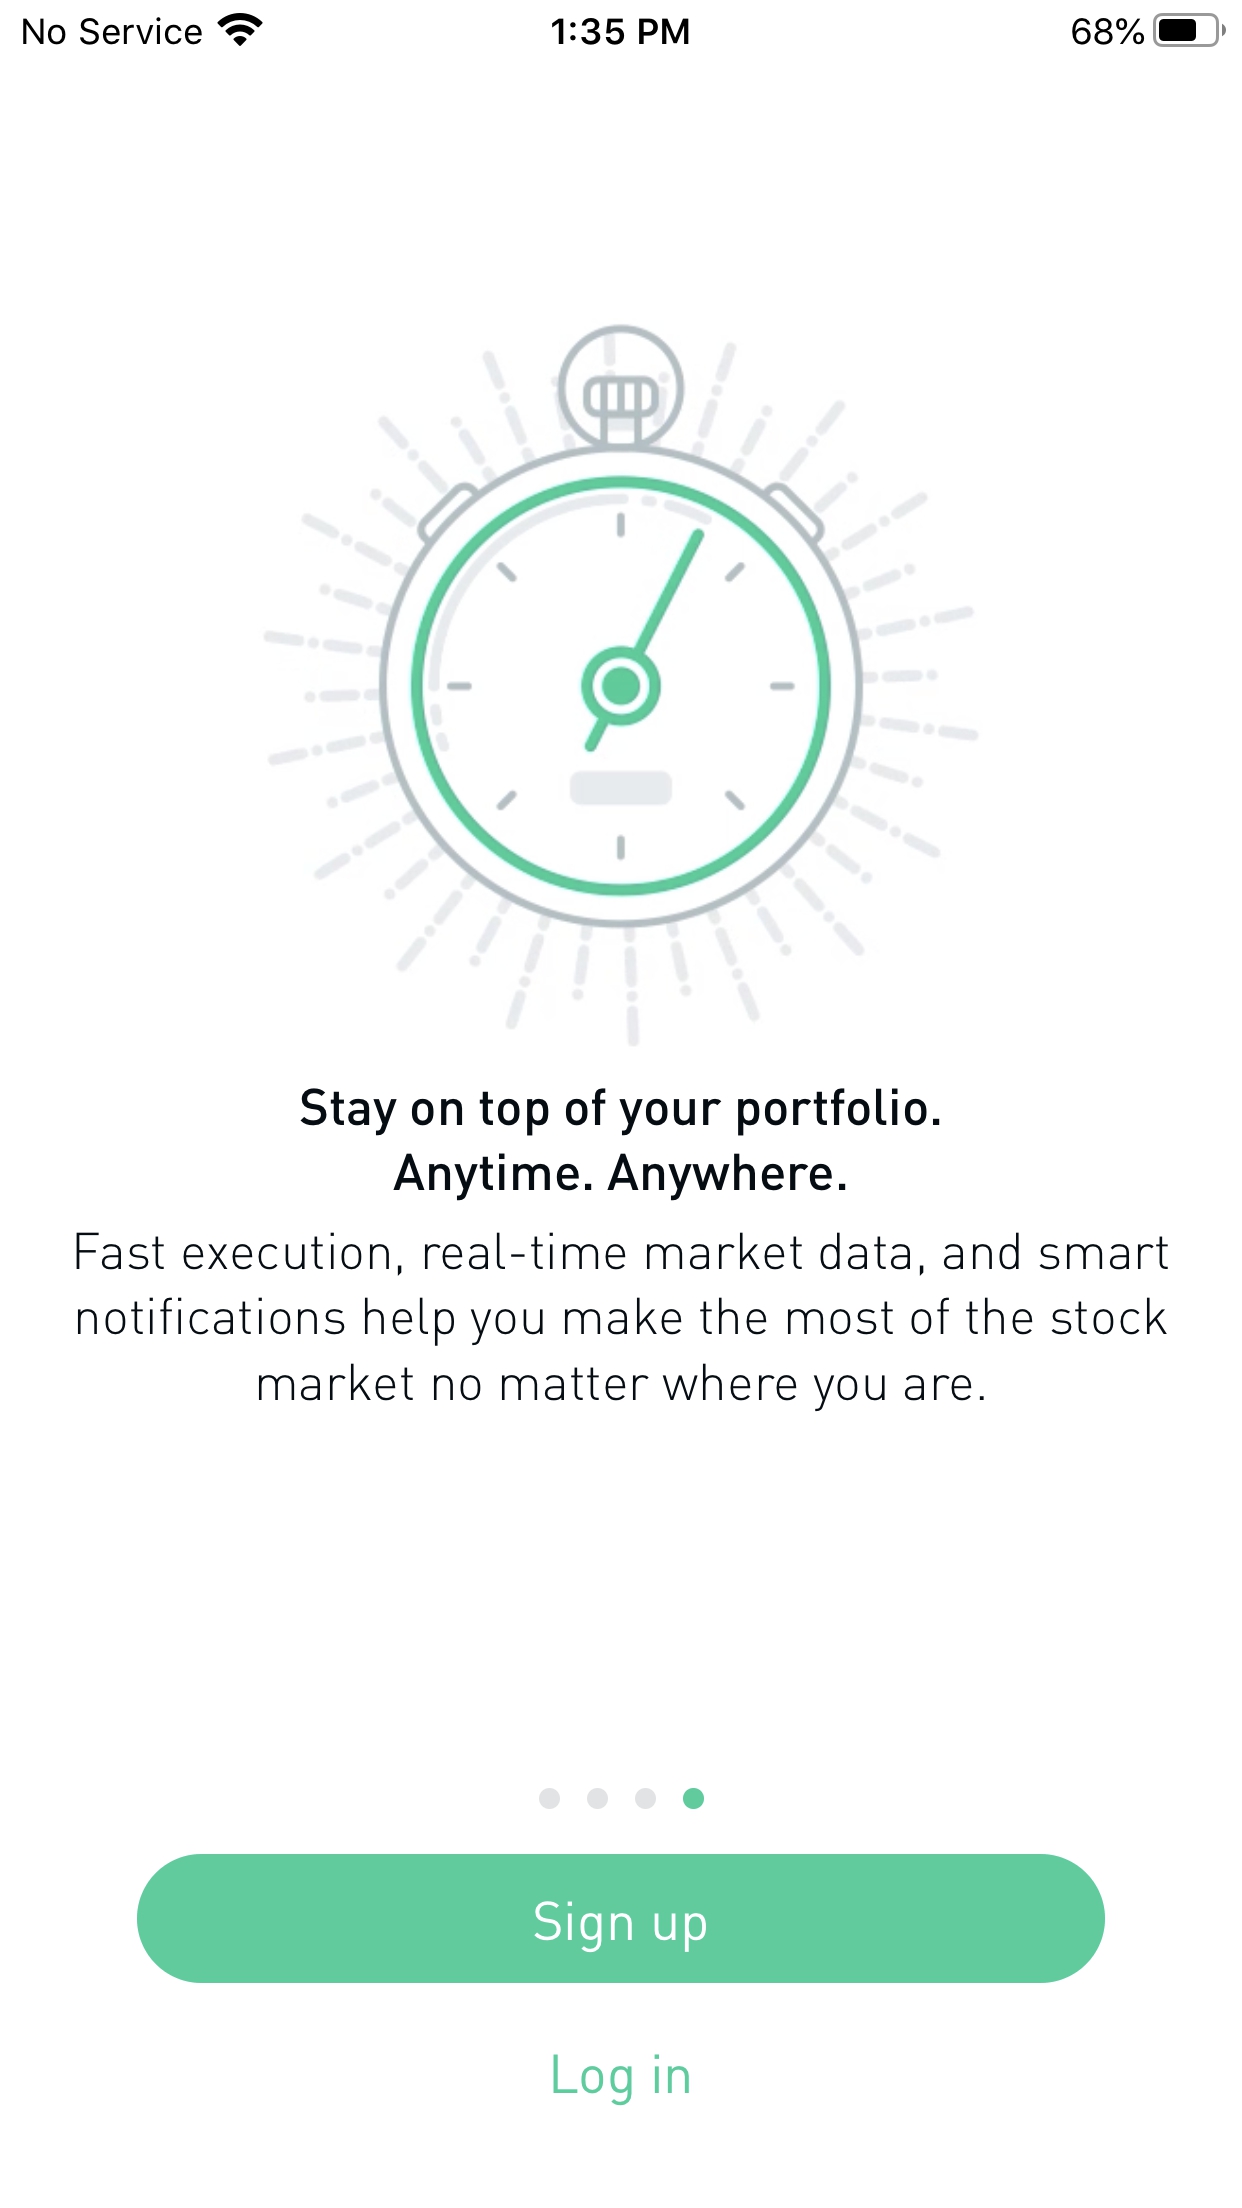 No Service 1:35 PM 68%
Stay on top of your portfolio.
Anytime. Anywhere.
Fast execution, real-time market data, and smart
notifications help you make the most of the stock
market no matter where you are.
Sign up
Log in